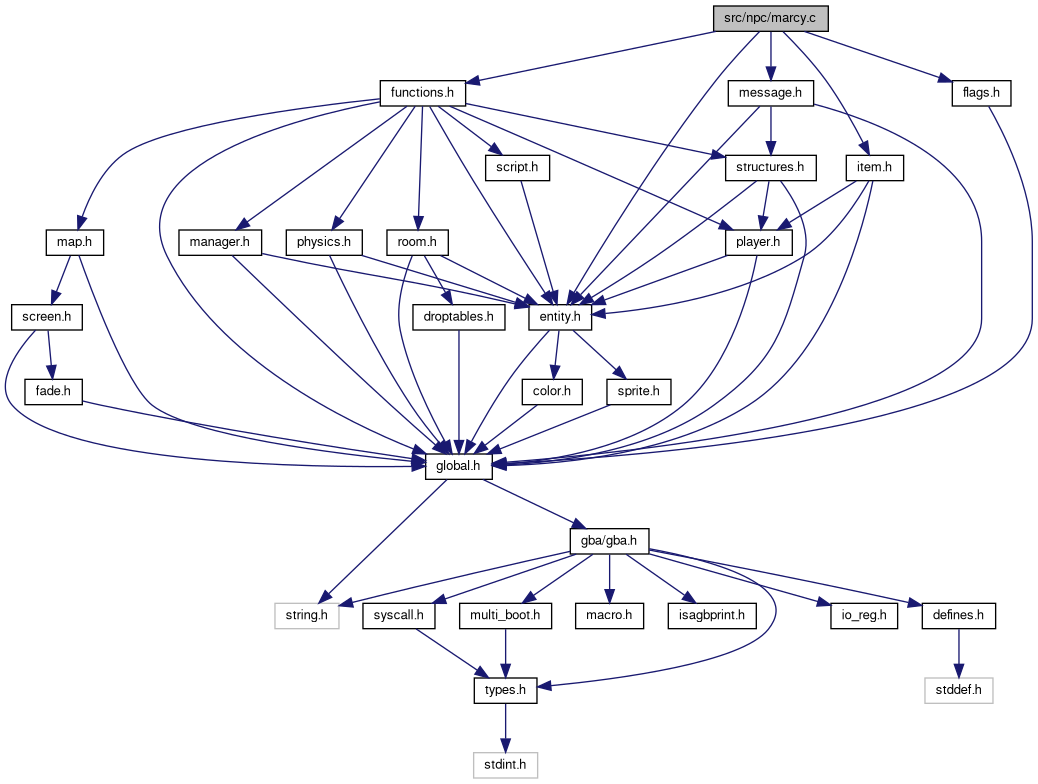 src/npc/marcy.c
functions.h
message.h
flags.h
script.h
structures.h
item.h
map.h
manager.h
physics.h
room.h
player.h
screen.h
droptables.h
entity.h
fade.h
color.h
sprite.h
global.h
gba/gba.h
string.h
syscall.h
multi_boot.h
macro.h
isagbprint.h
io_reg.h
defines.h
types.h
stddef.h
stdint.h